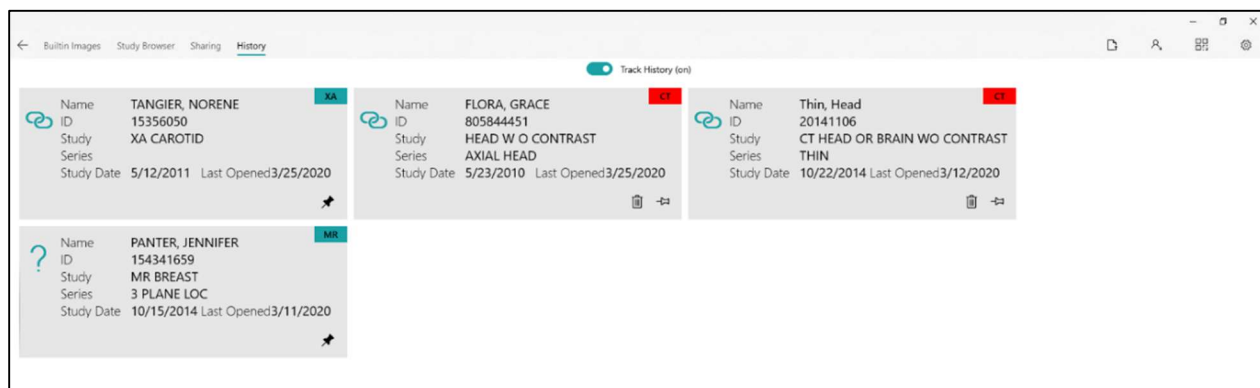 Builtin Images Study Browser Sharing History
Track History (on)
XA
Name TANGIER, NORENE
ID 15356050
Study XA CAROTID
Series
Study Date 5/12/2011 Last Opened3/25/2020
CT
Name FLORA, GRACE
ID 805844451
Study HEAD W O CONTRAST
Series AXIAL HEAD
Study Date 5/23/2010 Last Opened3/25/2020
CT
Name Thin, Head
ID 20141106
Study CT HEAD OR BRAIN WO CONTRAST
Series THIN
Study Date 10/22/2014 Last Opened3/12/2020
MR
Name PANTER, JENNIFER
ID 154341659
Study MR BREAST
Series 3 PLANE LOC
Study Date 10/15/2014 Last Opened3/11/2020